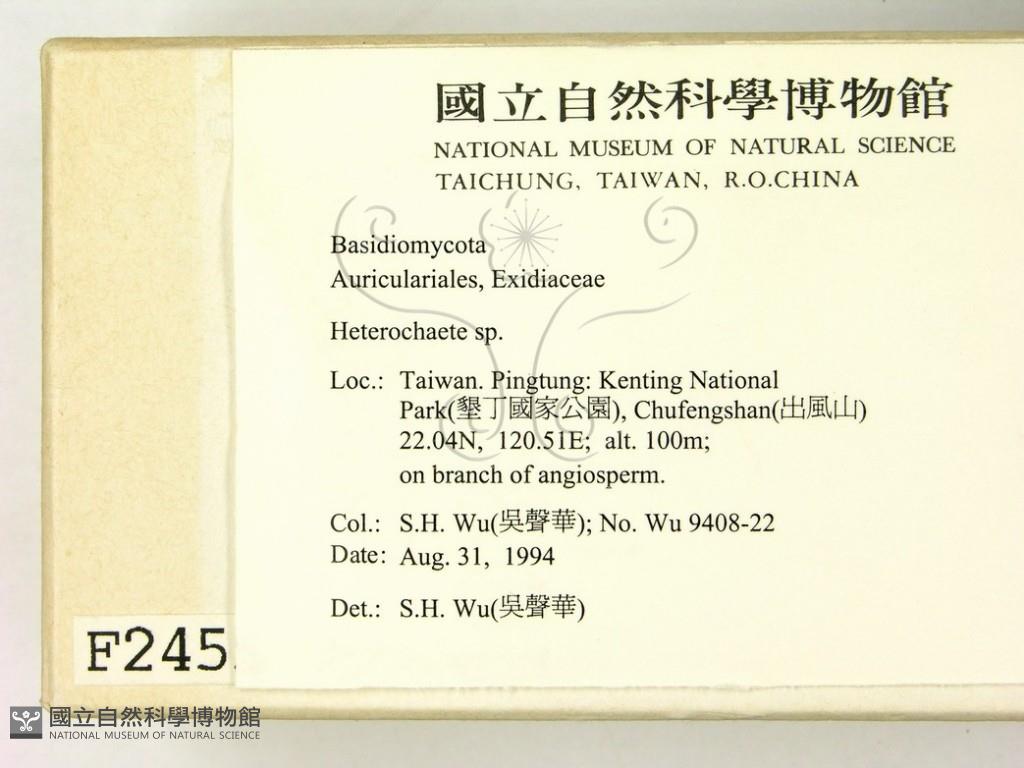 國立自然科學博物館
NATIONAL MUSEUM OF NATURAL SCIENCE
TAICHUNG, TAIWAN, R.O.CHINA
Basidiomycota
Auriculariales, Exidiaceae
Heterochaete sp.
Loc.: Taiwan. Pingtung: Kenting National
Park(墾丁國家公園), Chufengshan(出風山)
22.04N, 120.51E; alt. 100m;
on branch of angiosperm.
Col.: S.H. Wu(吳聲華); No. Wu 9408-22
Date: Aug. 31, 1994
Det.: S.H. Wu(吳聲華)
F245
國立自然科學博物館
NATIONAL MUSEUM OF NATURAL SCIENCE